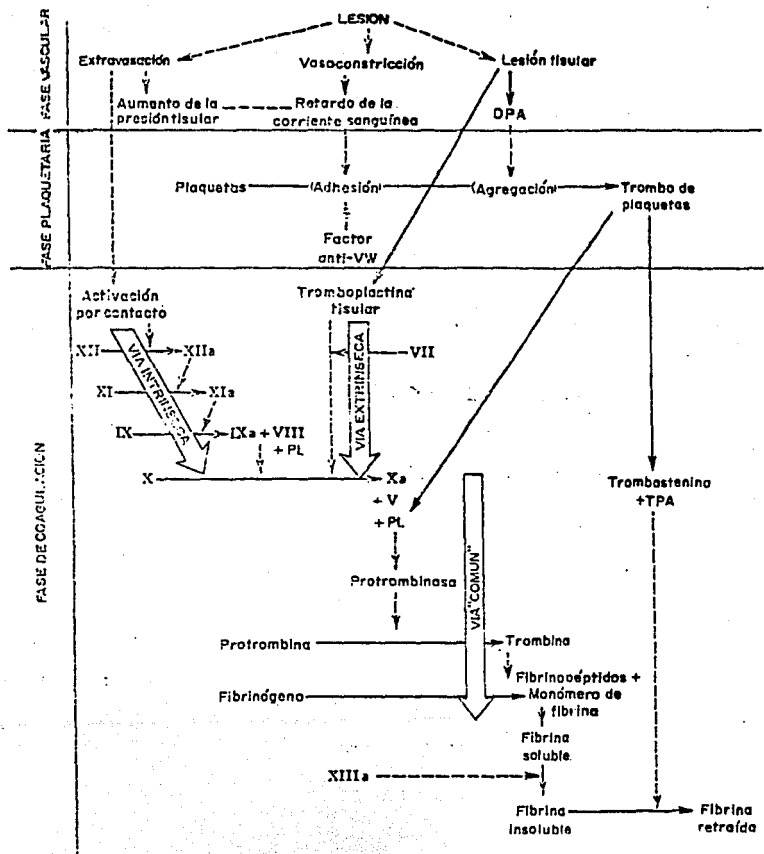 FASE VASCULAR
LESION
Extravasación
Vasoconstricción
Lesión tisular
Aumento de la
presión tisular
Retardo de la
corriente sanguínea
DPA
FASE PLAQUETARIA
Plaquetas
(Adhesión)
(Agregación)
Trombo de
plaquetas
Factor
anti-VW
FASE DE COAGULACION
Activación
por contacto
Tromboplastina
tisular
XII
XIIa
VII
XI
XIa
IX
IXa + VIII
+ PL
VIA INTRINSECA
VIA EXTRINSECA
X
Xa
+ V
+ PL
Trombostenina
+TPA
Protrombinasa
VIA "COMUN"
Protrombina
Trombina
Fibrinógeno
Fibrinopéptidos +
Monómero de
fibrina
Fibrina
soluble
XIIIa
Fibrina
insoluble
Fibrina
retraída